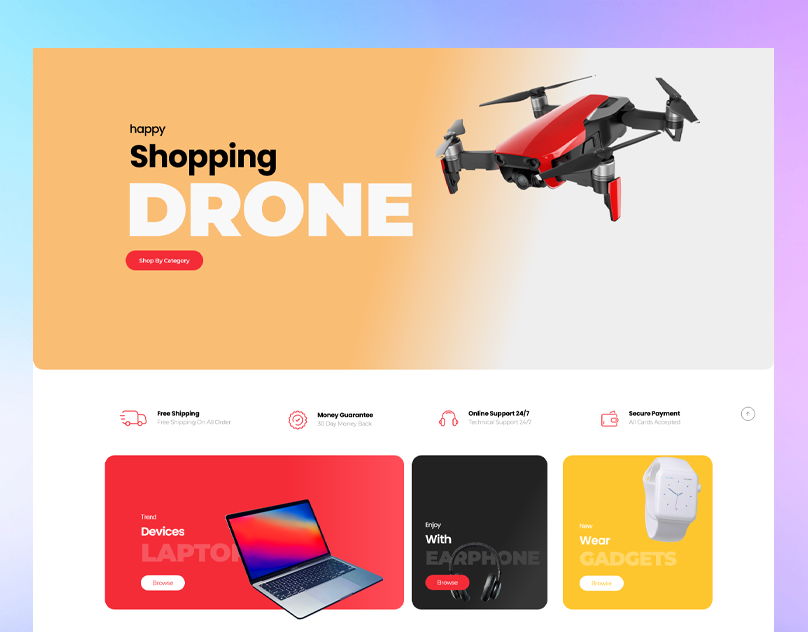 happy
Shopping
DRONE
Shop By Category
Free Shipping
Free Shipping On All Order
Money Guarantee
30 Day Money Back
Online Support 24/7
Technical Support 24/7
Secure Payment
All Cards Accepted
Trend
Devices
LAPTOP
Browse
Enjoy
With
EARPHONE
Browse
New
Wear
GADGETS
Browse